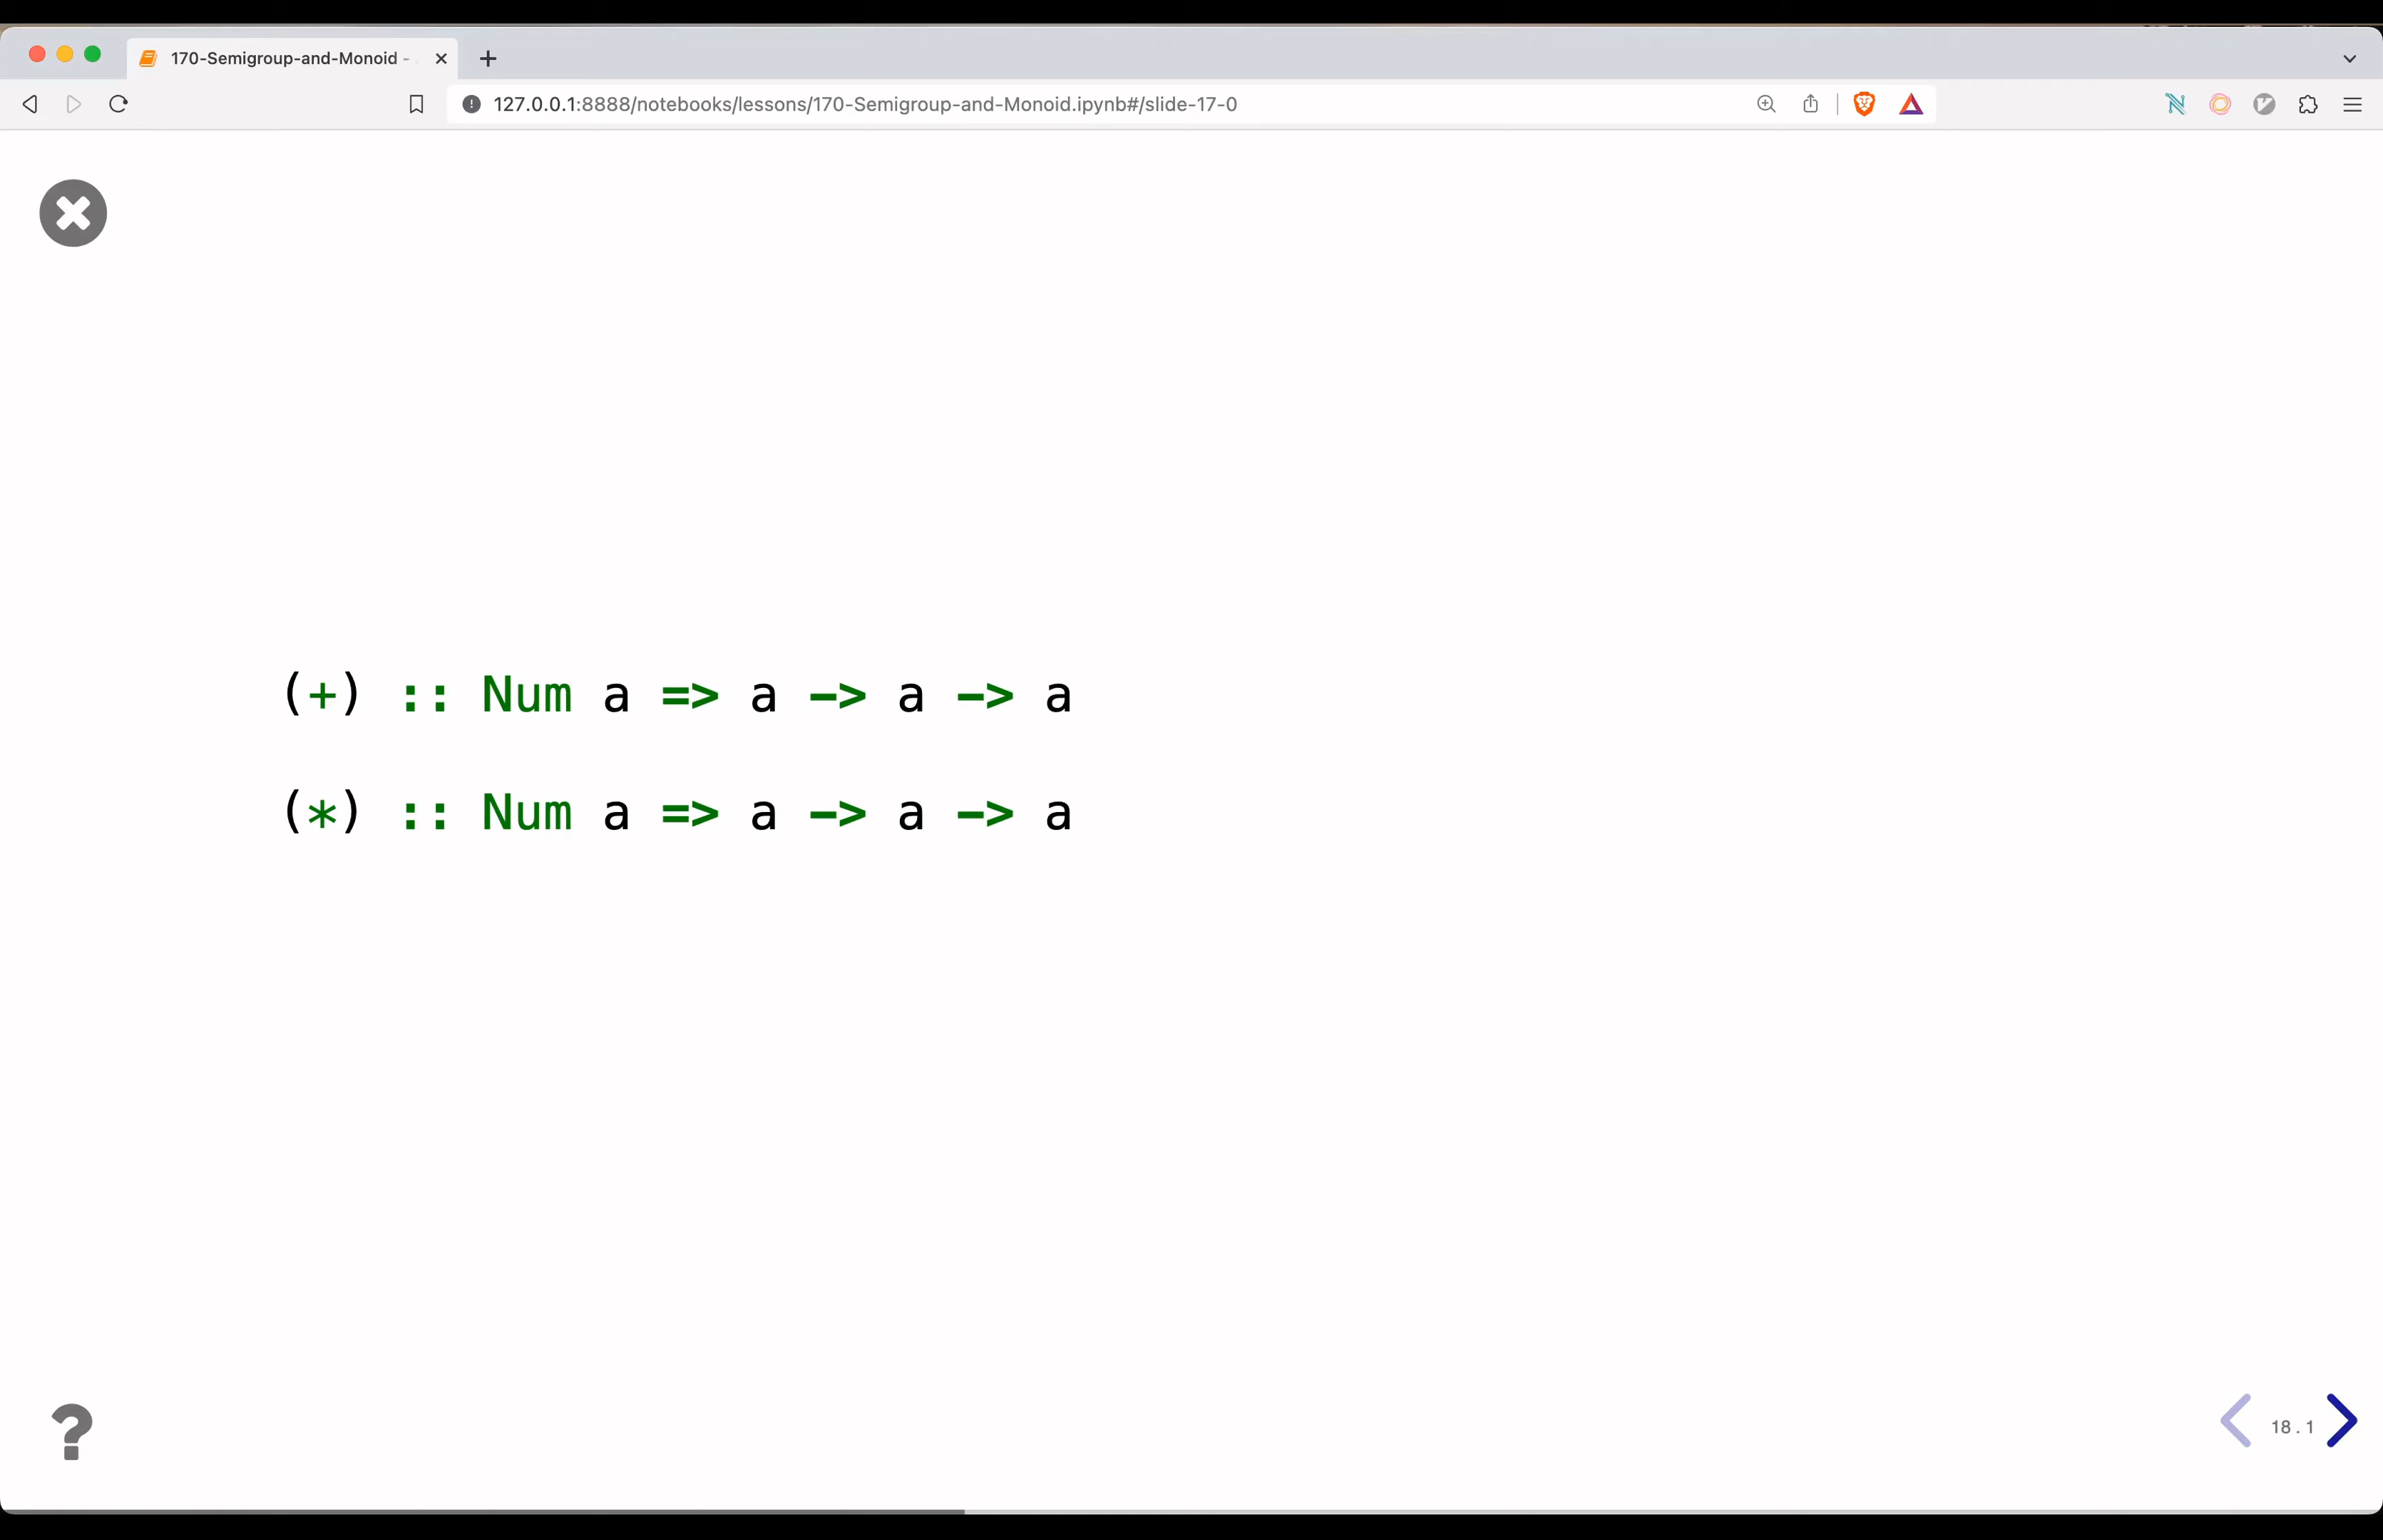 170-Semigroup-and-Monoid -
127.0.0.1:8888/notebooks/lessons/170-Semigroup-and-Monoid.ipynb#/slide-17-0
(+) :: Num a => a -> a -> a
(*) :: Num a => a -> a -> a
18.1